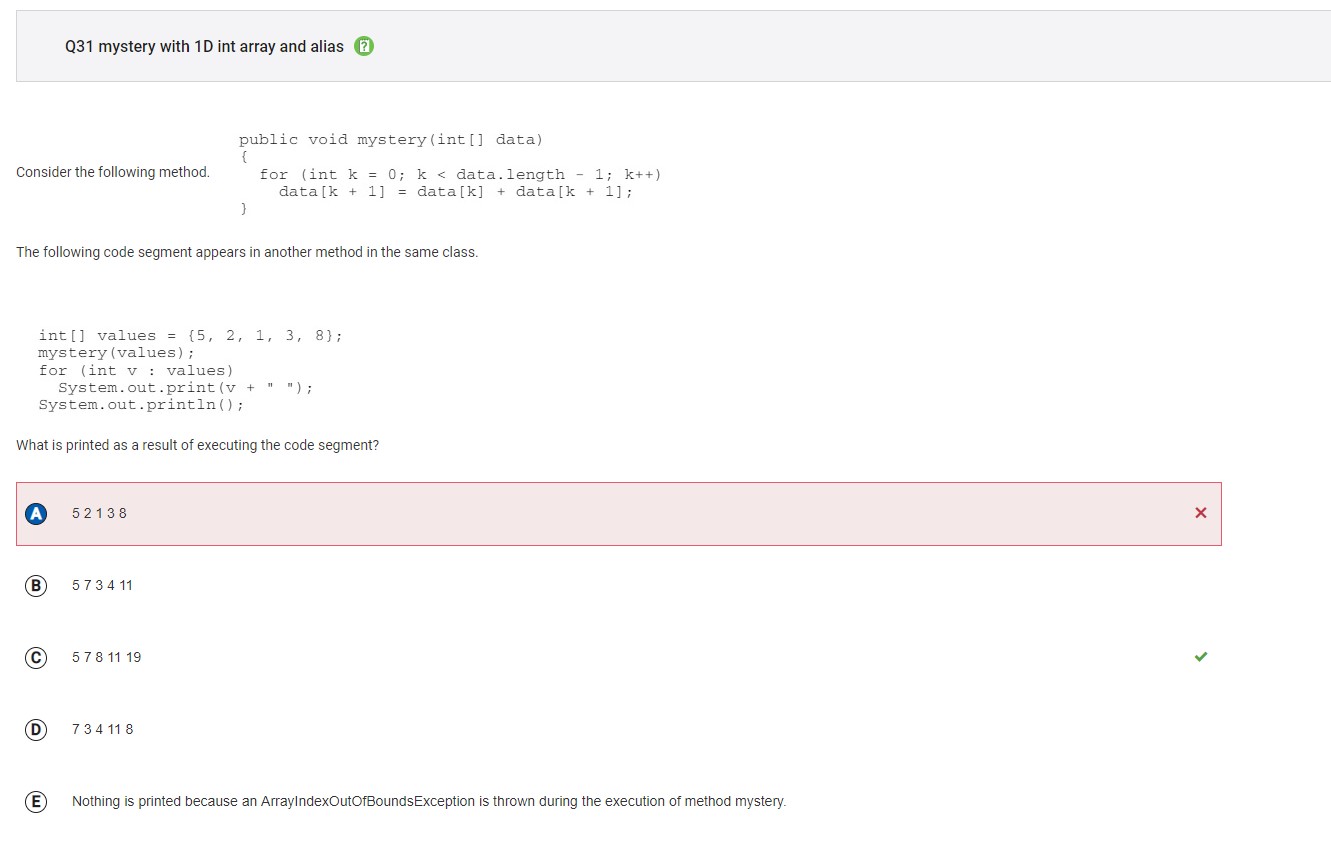 Q31 mystery with 1D int array and alias
Consider the following method.
public void mystery(int[] data)
{
for (int k = 0; k < data.length - 1; k++)
data[k + 1] = data[k] + data[k + 1];
}
The following code segment appears in another method in the same class.
int[] values = {5, 2, 1, 3, 8};
mystery(values);
for (int v : values)
System.out.print(v + " ");
System.out.println();
What is printed as a result of executing the code segment?
A 5 2 1 3 8
B 5 7 3 4 11
C 5 7 8 11 19
D 7 3 4 11 8
E Nothing is printed because an ArrayIndexOutOfBoundsException is thrown during the execution of method mystery.